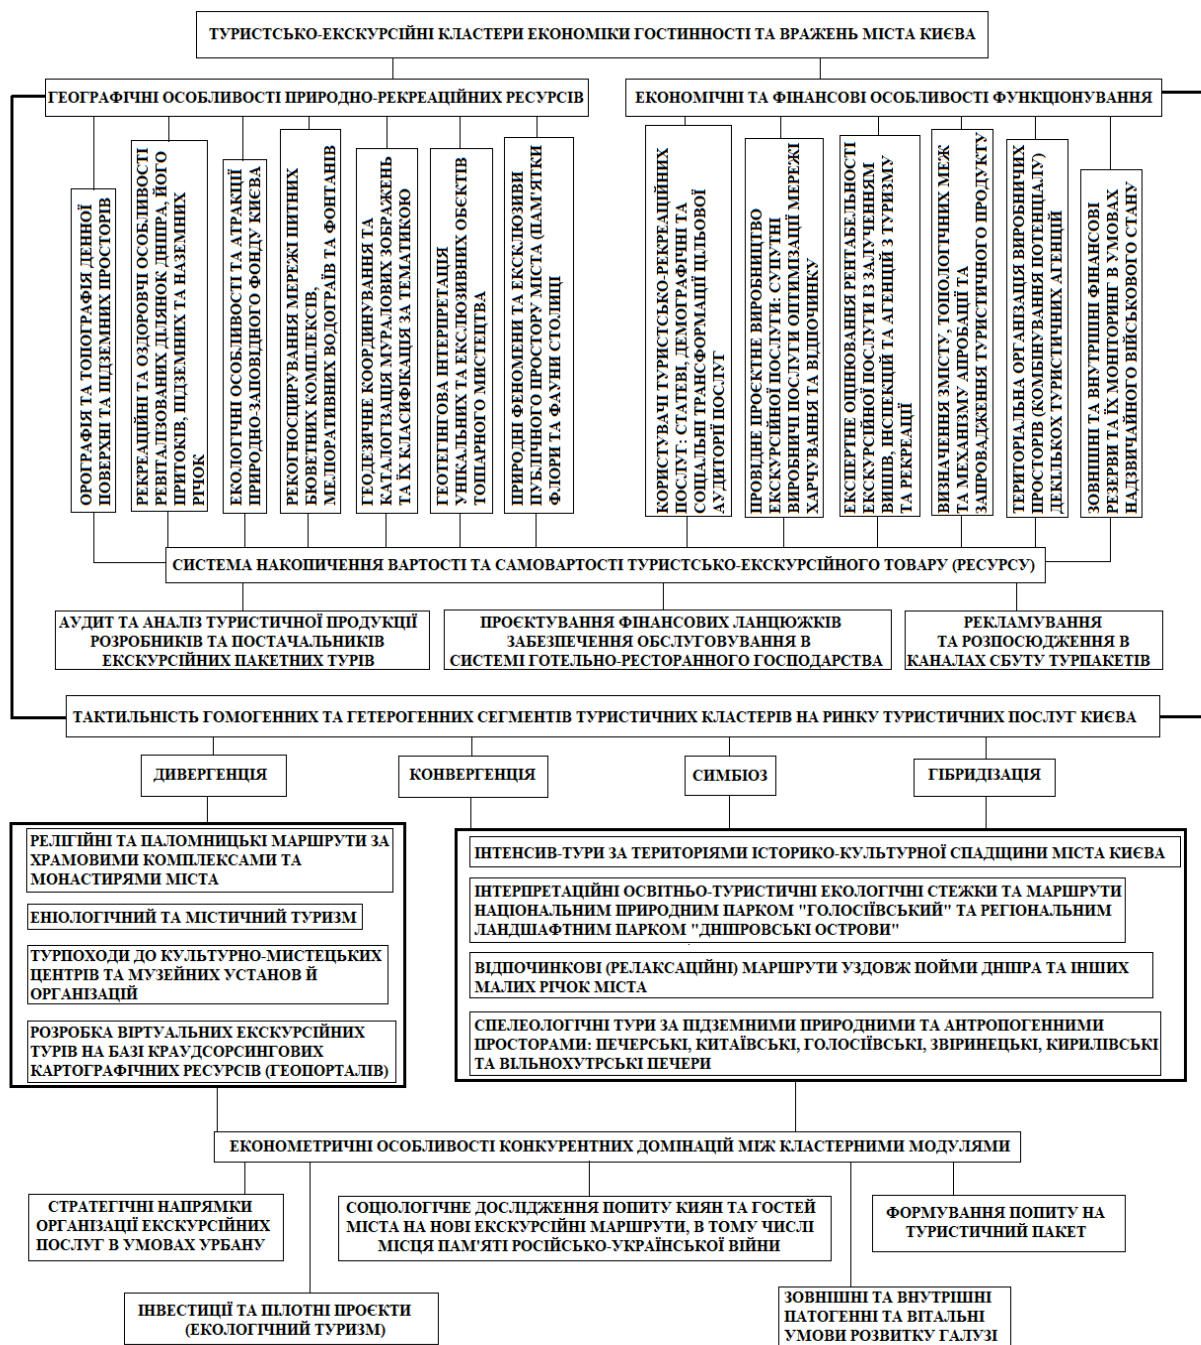 ТУРИСТСЬКО-ЕКСКУРСІЙНІ КЛАСТЕРИ ЕКОНОМІКИ ГОСТИННОСТІ ТА ВРАЖЕНЬ МІСТА КИЄВА
ГЕОГРАФІЧНІ ОСОБЛИВОСТІ ПРИРОДНО-РЕКРЕАЦІЙНИХ РЕСУРСІВ
ЕКОНОМІЧНІ ТА ФІНАНСОВІ ОСОБЛИВОСТІ ФУНКЦІОНУВАННЯ
ОРОГРАФІЯ ТА ТОПОГРАФІЯ ДЕННОЇ
ПОВЕРХНІ ТА ПІДЗЕМНИХ ПРОСТОРІВ
РЕКРЕАЦІЙНІ ТА ОЗДОРОВЧІ ОСОБЛИВОСТІ
РЕВІТАЛІЗОВАНИХ ДІЛЯНОК ДНІПРА, ЙОГО
ПРИТОКІВ, ПІДЗЕМНИХ ТА НАЗЕМНИХ
РІЧОК
ЕКОЛОГІЧНІ ОСОБЛИВОСТІ ТА АТРАКЦІЇ
ПРИРОДНО-ЗАПОВІДНОГО ФОНДУ КИЄВА
РЕКОГНОСЦИРУВАННЯ МЕРЕЖІ ПИТНИХ
БЮВЕТНИХ КОМПЛЕКСІВ,
МЕЛІОРАТИВНИХ ВОДОГРАЇВ ТА ФОНТАНІВ
ГЕОДЕЗИЧНЕ КООРДИНУВАННЯ ТА
КАТАЛОГІЗАЦІЯ МУРАЛОВИХ ЗОБРАЖЕНЬ
ТА ЇХ КЛАСИФІКАЦІЯ ЗА ТЕМАТИКОЮ
ГЕОТЕГІНГОВА ІНТЕРПРЕТАЦІЯ
УНІКАЛЬНИХ ТА ЕКСЛЮЗИВНИХ ОБЄКТІВ
ТОПІАРНОГО МИСТЕЦТВА
ПРИРОДНІ ФЕНОМЕНИ ТА ЕКСКЛЮЗИВИ
ПУБЛІЧНОГО ПРОСТОРУ МІСТА (ПАМ'ЯТКИ
ФЛОРИ ТА ФАУНИ СТОЛИЦІ
КОРИСТУВАЧІ ТУРИСТСЬКО-РЕКРЕАЦІЙНИХ
ПОСЛУГ: СТАТЕВІ, ДЕМОГРАФІЧНІ ТА
СОЦІАЛЬНІ ТРАНСФОРМАЦІЇ ЦІЛЬОВОЇ
АУДИТОРІЇ ПОСЛУГ
ПРОВІДНЕ ПРОЄКТНЕ ВИРОБНИЦТВО
ЕКСКУРСІЙНОЇ ПОСЛУГИ: СУПУТНІ
ВИРОБНИЧІ ПОСЛУГИ ОПТИМІЗАЦІЇ МЕРЕЖІ
ХАРЧУВАННЯ ТА ВІДПОЧИНКУ
ЕКСПЕРТНЕ ОЦІНЮВАННЯ РЕНТАБЕЛЬНОСТІ
ЕКСКУРСІЙНОЇ ПОСЛУГИ ІЗ ЗАЛУЧЕННЯМ
ВИШІВ, ІНСПЕКЦІЙ ТА АГЕНЦІЙ З ТУРИЗМУ
ТА РЕКРЕАЦІЇ
ВИЗНАЧЕННЯ ЗМІСТУ, ТОПОЛОГІЧНИХ МЕЖ
ТА МЕХАНІЗМУ АПРОБАЦІЇ ТА
ЗАПРОВАДЖЕННЯ ТУРИСТИЧНОГО ПРОДУКТУ
ТЕРИТОРІАЛЬНА ОРГАНІЗАЦІЯ ВИРОБНИЧИХ
ПРОСТОРІВ (КОМБІНУВАННЯ ПОТЕНЦІАЛУ)
ДЕКІЛЬКОХ ТУРИСТИЧНИХ АГЕНЦІЙ
ЗОВНІШНІ ТА ВНУТРІШНІ ФІНАНСОВІ
РЕЗЕРВИ ТА ЇХ МОНІТОРИНГ В УМОВАХ
НАДЗВИЧАЙНОГО ВІЙСЬКОВОГО СТАНУ
СИСТЕМА НАКОПИЧЕННЯ ВАРТОСТІ ТА САМОВАРТОСТІ ТУРИСТСЬКО-ЕКСКУРСІЙНОГО ТОВАРУ (РЕСУРСУ)
АУДИТ ТА АНАЛІЗ ТУРИСТИЧНОЇ ПРОДУКЦІЇ
РОЗРОБНИКІВ ТА ПОСТАЧАЛЬНИКІВ
ЕКСКУРСІЙНИХ ПАКЕТНИХ ТУРІВ
ПРОЄКТУВАННЯ ФІНАНСОВИХ ЛАНЦЮЖКІВ
ЗАБЕЗПЕЧЕННЯ ОБСЛУГОВУВАННЯ В
СИСТЕМІ ГОТЕЛЬНО-РЕСТОРАННОГО ГОСПОДАРСТВА
РЕКЛАМУВАННЯ
ТА РОЗПОСЮДЖЕННЯ В
КАНАЛАХ СБУТУ ТУРПАКЕТІВ
ТАКТИЛЬНІСТЬ ГОМОГЕННИХ ТА ГЕТЕРОГЕННИХ СЕГМЕНТІВ ТУРИСТИЧНИХ КЛАСТЕРІВ НА РИНКУ ТУРИСТИЧНИХ ПОСЛУГ КИЄВА
ДИВЕРГЕНЦІЯ
КОНВЕРГЕНЦІЯ
СИМБІОЗ
ГІБРИДІЗАЦІЯ
РЕЛІГІЙНІ ТА ПАЛОМНИЦЬКІ МАРШРУТИ ЗА
ХРАМОВИМИ КОМПЛЕКСАМИ ТА
МОНАСТИРЯМИ МІСТА
ЕНІОЛОГІЧНИЙ ТА МІСТИЧНИЙ ТУРИЗМ
ТУРПОХОДИ ДО КУЛЬТУРНО-МИСТЕЦЬКИХ
ЦЕНТРІВ ТА МУЗЕЙНИХ УСТАНОВ Й
ОРГАНІЗАЦІЙ
РОЗРОБКА ВІРТУАЛЬНИХ ЕКСКУРСІЙНИХ
ТУРІВ НА БАЗІ КРАУДСОРСИНГОВИХ
КАРТОГРАФІЧНИХ РЕСУРСІВ (ГЕОПОРТАЛІВ)
ІНТЕНСИВ-ТУРИ ЗА ТЕРИТОРІЯМИ ІСТОРИКО-КУЛЬТУРНОЇ СПАДЩИНИ МІСТА КИЄВА
ІНТЕРПРЕТАЦІЙНІ ОСВІТНЬО-ТУРИСТИЧНІ ЕКОЛОГІЧНІ СТЕЖКИ ТА МАРШРУТИ
НАЦІОНАЛЬНИМ ПРИРОДНИМ ПАРКОМ "ГОЛОСІЇВСЬКИЙ" ТА РЕГІОНАЛЬНИМ
ЛАНДШАФТНИМ ПАРКОМ "ДНІПРОВСЬКІ ОСТРОВИ"
ВІДПОЧИНКОВІ (РЕЛАКСАЦІЙНІ) МАРШРУТИ УЗДОВЖ ПОЙМИ ДНІПРА ТА ІНШИХ
МАЛИХ РІЧОК МІСТА
СПЕЛЕОЛОГІЧНІ ТУРИ ЗА ПІДЗЕМНИМИ ПРИРОДНИМИ ТА АНТРОПОГЕННИМИ
ПРОСТОРАМИ: ПЕЧЕРСЬКІ, КИТАЇВСЬКІ, ГОЛОСІЇВСЬКІ, ЗВІРИНЕЦЬКІ, КИРИЛІВСЬКІ
ТА ВІЛЬНОХУТРСЬКІ ПЕЧЕРИ
ЕКОНОМЕТРИЧНІ ОСОБЛИВОСТІ КОНКУРЕНТНИХ ДОМІНАЦІЙ МІЖ КЛАСТЕРНИМИ МОДУЛЯМИ
СТРАТЕГІЧНІ НАПРЯМКИ
ОРГАНІЗАЦІЇ ЕКСКУРСІЙНИХ
ПОСЛУГ В УМОВАХ УРБАНУ
СОЦІОЛОГІЧНЕ ДОСЛІДЖЕННЯ ПОПИТУ КИЯН ТА ГОСТЕЙ
МІСТА НА НОВІ ЕКСКУРСІЙНІ МАРШРУТИ, В ТОМУ ЧИСЛІ
МІСЦЯ ПАМ'ЯТІ РОСІЙСЬКО-УКРАЇНСЬКОЇ ВІЙНИ
ФОРМУВАННЯ ПОПИТУ НА
ТУРИСТИЧНИЙ ПАКЕТ
ІНВЕСТИЦІЇ ТА ПІЛОТНІ ПРОЄКТИ
(ЕКОЛОГІЧНИЙ ТУРИЗМ)
ЗОВНІШНІ ТА ВНУТРІШНІ
ПАТОГЕННІ ТА ВІТАЛЬНІ
УМОВИ РОЗВИТКУ ГАЛУЗІ